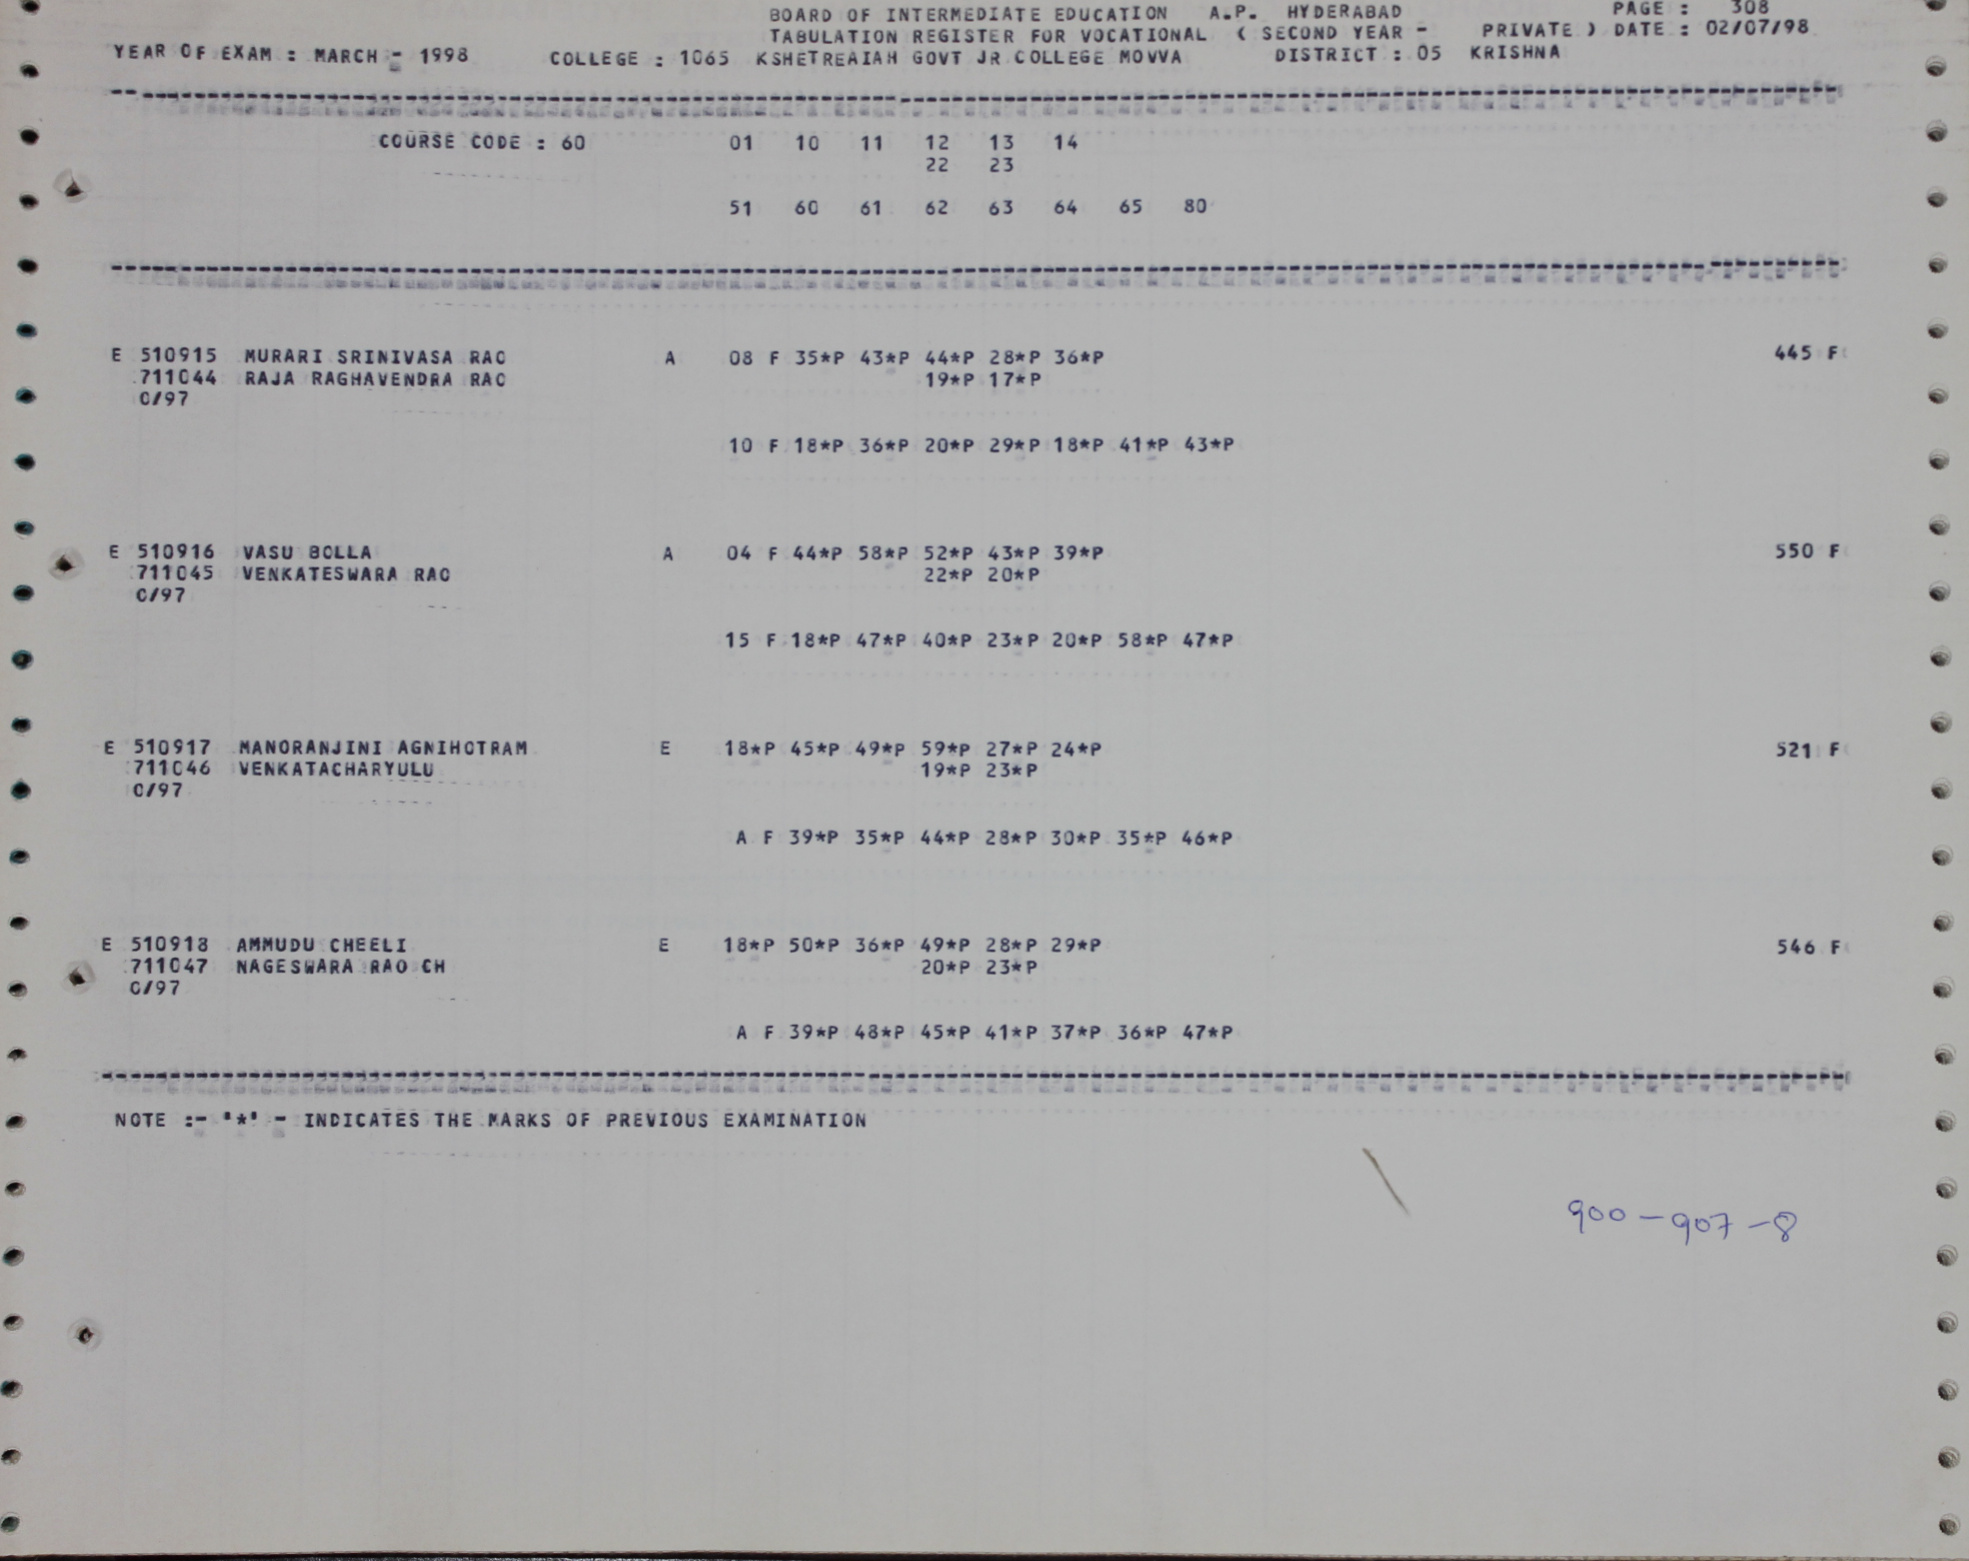 BOARD OF INTERMEDIATE EDUCATION A.P. HYDERABAD PAGE : 308
TABULATION REGISTER FOR VOCATIONAL ( SECOND YEAR - PRIVATE ) DATE : 02/07/98
YEAR OF EXAM : MARCH - 1998 COLLEGE : 1065 KSHETREAIAH GOVT JR COLLEGE MOVVA DISTRICT : 05 KRISHNA
COURSE CODE : 60 01 10 11 12 13 14
22 23
51 60 61 62 63 64 65 80
E 510915 MURARI SRINIVASA RAO A 08 F 35*P 43*P 44*P 28*P 36*P 445 F
711044 RAJA RAGHAVENDRA RAO 19*P 17*P
0/97
10 F 18*P 36*P 20*P 29*P 18*P 41*P 43*P
E 510916 VASU BOLLA A 04 F 44*P 58*P 52*P 43*P 39*P 550 F
711045 VENKATESWARA RAO 22*P 20*P
0/97
15 F 18*P 47*P 40*P 23*P 20*P 58*P 47*P
E 510917 MANORANJINI AGNIHOTRAM E 18*P 45*P 49*P 59*P 27*P 24*P 521 F
711046 VENKATACHARYULU 19*P 23*P
0/97
A F 39*P 35*P 44*P 28*P 30*P 35*P 46*P
E 510918 AMMUDU CHEELI E 18*P 50*P 36*P 49*P 28*P 29*P 546 F
711047 NAGESWARA RAO CH 20*P 23*P
0/97
A F 39*P 48*P 45*P 41*P 37*P 36*P 47*P
NOTE :- '*' - INDICATES THE MARKS OF PREVIOUS EXAMINATION
900 - 907 - 8